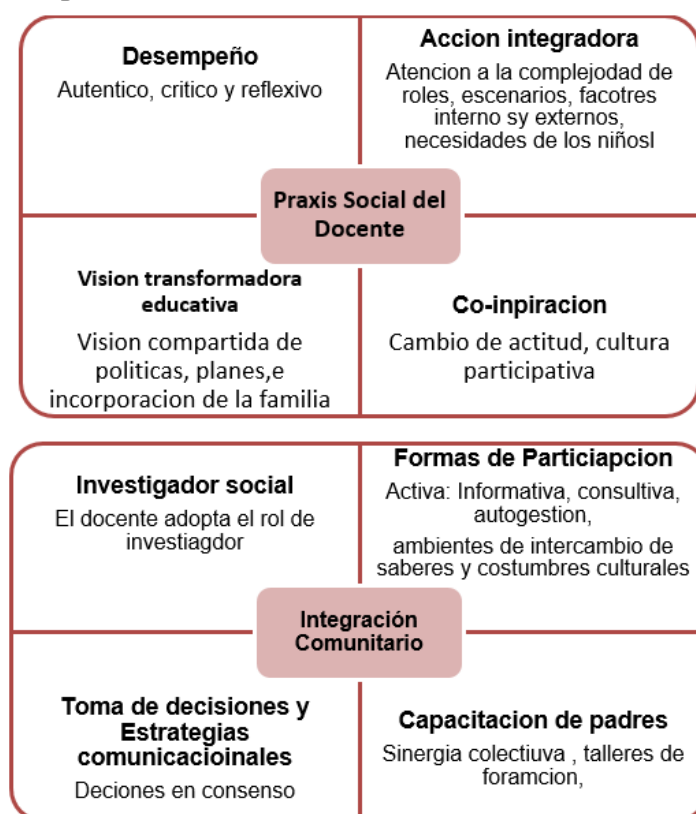 Desempeño
Autentico, critico y reflexivo
Accion integradora
Atencion a la complejodad de
roles, escenarios, facotres
interno sy externos,
necesidades de los niñosl
Praxis Social del
Docente
Vision transformadora
educativa
Vision compartida de
politicas, planes,e
incorporacion de la familia
Co-inpiracion
Cambio de actitud, cultura
participativa
Investigador social
El docente adopta el rol de
investiagdor
Formas de Particiapcion
Activa: Informativa, consultiva,
autogestion,
ambientes de intercambio de
saberes y costumbres culturales
Integración
Comunitario
Toma de decisiones y
Estrategias
comunicacioinales
Deciones en consenso
Capacitacion de padres
Sinergia colectiuva , talleres de
foramcion,